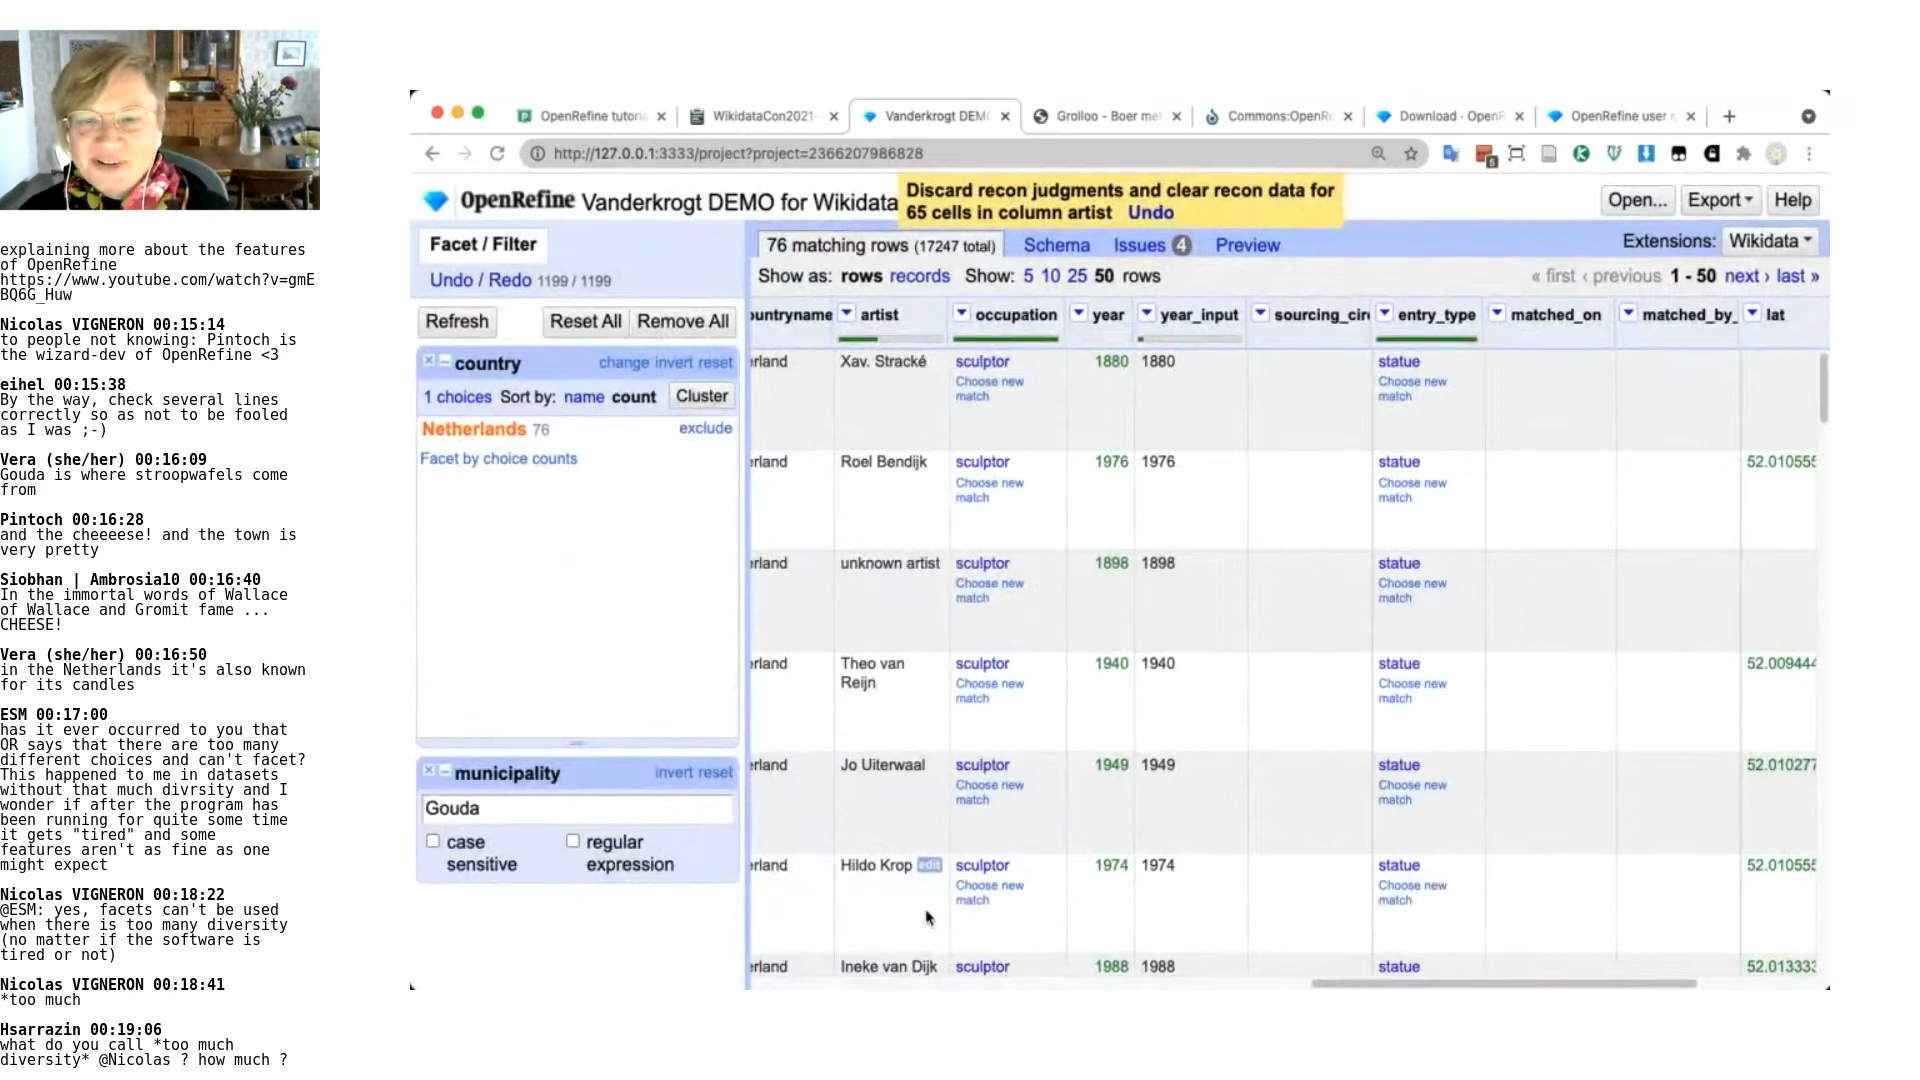 explaining more about the features
of OpenRefine
https://www.youtube.com/watch?v=gmE
BQ6G_Huw
Nicolas VIGNERON 00:15:14
to people not knowing: Pintoch is
the wizard-dev of OpenRefine <3
eihel 00:15:38
By the way, check several lines
correctly so as not to be fooled
as I was ;-)
Vera (she/her) 00:16:09
Gouda is where stroopwafels come
from
Pintoch 00:16:28
and the cheeeese! and the town is
very pretty
Siobhan | Ambrosia10 00:16:40
In the immortal words of Wallace
of Wallace and Gromit fame ...
CHEESE!
Vera (she/her) 00:16:50
in the Netherlands it's also known
for its candles
ESM 00:17:00
has it ever occurred to you that
OR says that there are too many
different choices and can't facet?
This happened to me in datasets
without that much divrsity and I
wonder if after the program has
been running for quite some time
it gets "tired" and some
features aren't as fine as one
might expect
Nicolas VIGNERON 00:18:22
@ESM: yes, facets can't be used
when there is too many diversity
(no matter if the software is
tired or not)
Nicolas VIGNERON 00:18:41
*too much
Hsarrazin 00:19:06
what do you call *too much
diversity* @Nicolas ? how much ?
OpenRefine tutori WikidataCon2021- Vanderkrogt DEM Grolloo - Boer me Commons:OpenR Download · OpenR OpenRefine user
http://127.0.0.1:3333/project?project=2366207986828
OpenRefine Vanderkrogt DEMO for Wikidata Open... Export Help
Discard recon judgments and clear recon data for
65 cells in column artist Undo
Facet / Filter
Undo / Redo 1199 / 1199
Refresh Reset All Remove All
country change invert reset
1 choices Sort by: name count Cluster
Netherlands 76 exclude
Facet by choice counts
municipality invert reset
Gouda
case sensitive regular expression
76 matching rows (17247 total) Schema Issues 4 Preview Extensions: Wikidata
Show as: rows records Show: 5 10 25 50 rows « first ‹ previous 1 - 50 next › last »
ountryname artist occupation year year_input sourcing_circ entry_type matched_on matched_by_ lat
erland Xav. Stracké sculptor 1880 1880 statue
Choose new match Choose new match
erland Roel Bendijk sculptor 1976 1976 statue 52.010555
Choose new match Choose new match
erland unknown artist sculptor 1898 1898 statue
Choose new match Choose new match
erland Theo van Reijn sculptor 1940 1940 statue 52.009444
Choose new match Choose new match
erland Jo Uiterwaal sculptor 1949 1949 statue 52.010277
Choose new match Choose new match
erland Hildo Krop edit sculptor 1974 1974 statue 52.010555
Choose new match Choose new match
erland Ineke van Dijk sculptor 1988 1988 statue 52.013333